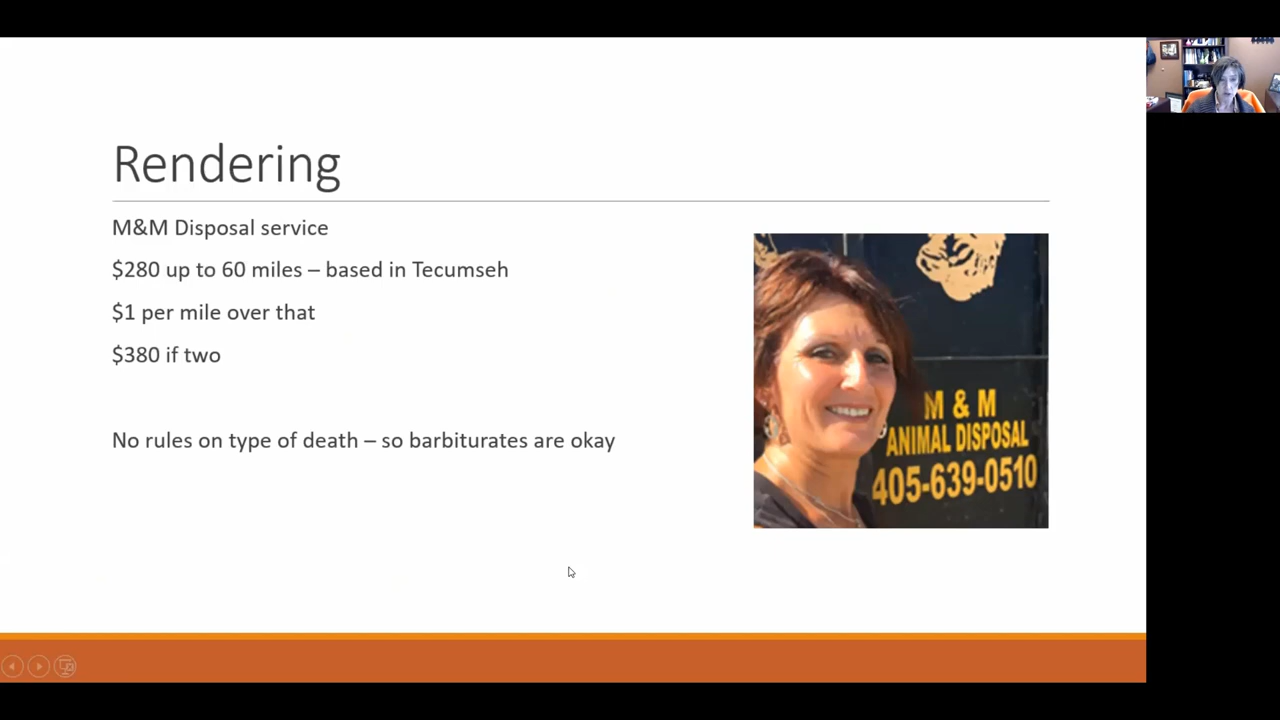 Rendering
M&M Disposal service
$280 up to 60 miles – based in Tecumseh
$1 per mile over that
$380 if two
No rules on type of death – so barbiturates are okay
M & M
ANIMAL DISPOSAL
405-639-0510